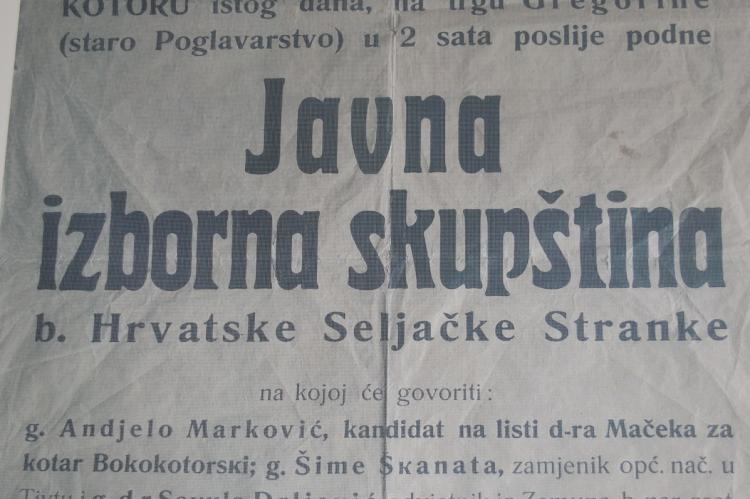 KOTORU istog dana, na trgu Gregorine
(staro Poglavarstvo) u 2 sata poslije podne
Javna
izborna skupština
b. Hrvatske Seljačke Stranke
na kojoj će govoriti:
g. Andjelo Marković, kandidat na listi d-ra Mačeka za
kotar Bokokotorski; g. Šime Škanata, zamjenik opć. nač. u
Tivtu i g. d-r